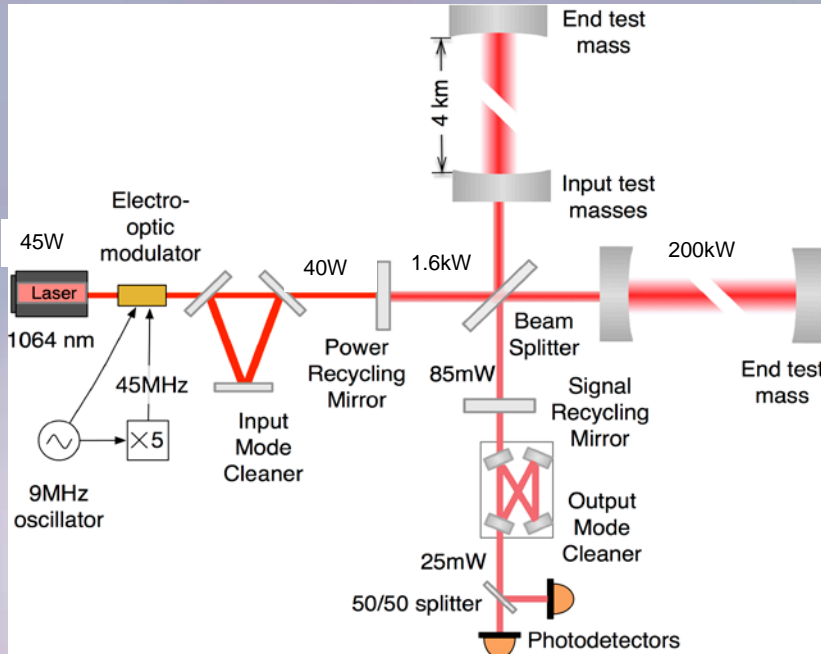 End test
mass
4 km
Input test
masses
Electro-
optic
modulator
45W
Laser
1064 nm
40W
1.6kW
200kW
Power
Recycling
Mirror
Beam
Splitter
End test
mass
45MHz
×5
9MHz
oscillator
Input
Mode
Cleaner
85mW
Signal
Recycling
Mirror
Output
Mode
Cleaner
25mW
50/50 splitter
Photodetectors